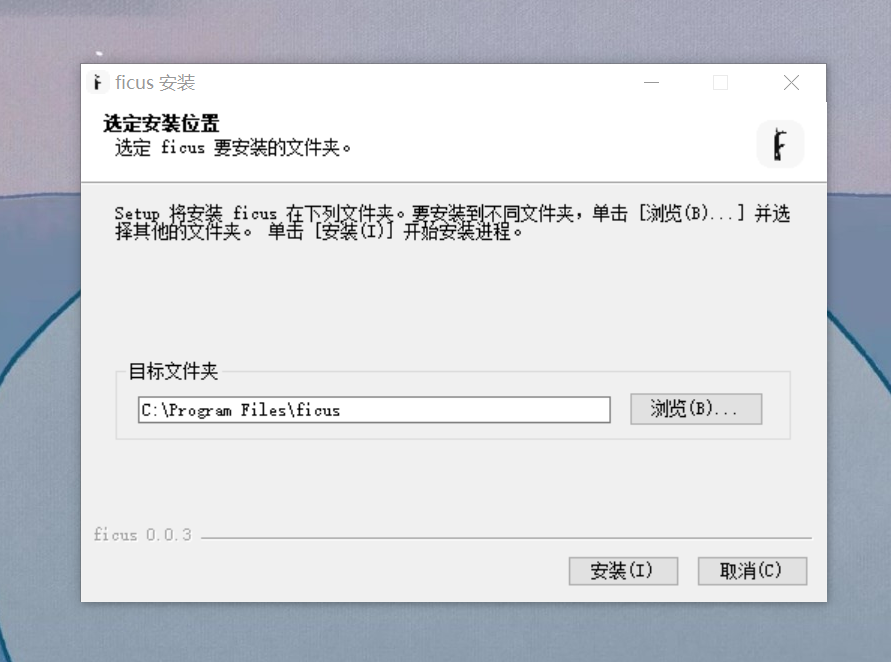 ficus 安装
选定安装位置
选定 ficus 要安装的文件夹。
Setup 将安装 ficus 在下列文件夹。要安装到不同文件夹，单击 [浏览(B)...] 并选
择其他的文件夹。 单击 [安装(I)] 开始安装进程。
目标文件夹
C:\Program Files\ficus
浏览(B)...
ficus 0.0.3
安装(I)
取消(C)